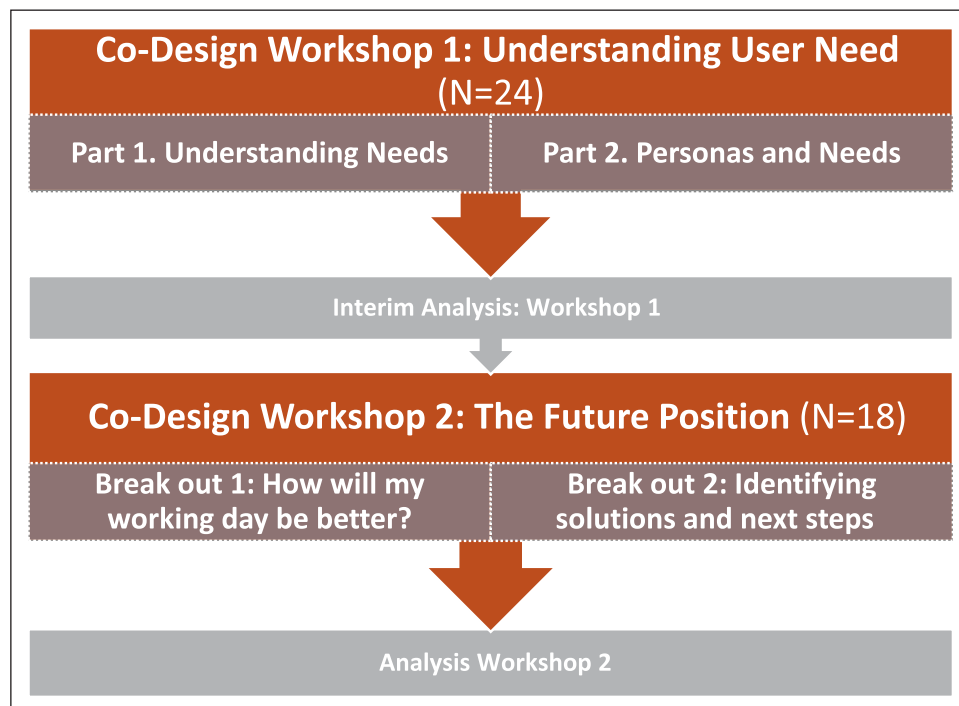 Co-Design Workshop 1: Understanding User Need
(N=24)
Part 1. Understanding Needs
Part 2. Personas and Needs
Interim Analysis: Workshop 1
Co-Design Workshop 2: The Future Position (N=18)
Break out 1: How will my
working day be better?
Break out 2: Identifying
solutions and next steps
Analysis Workshop 2